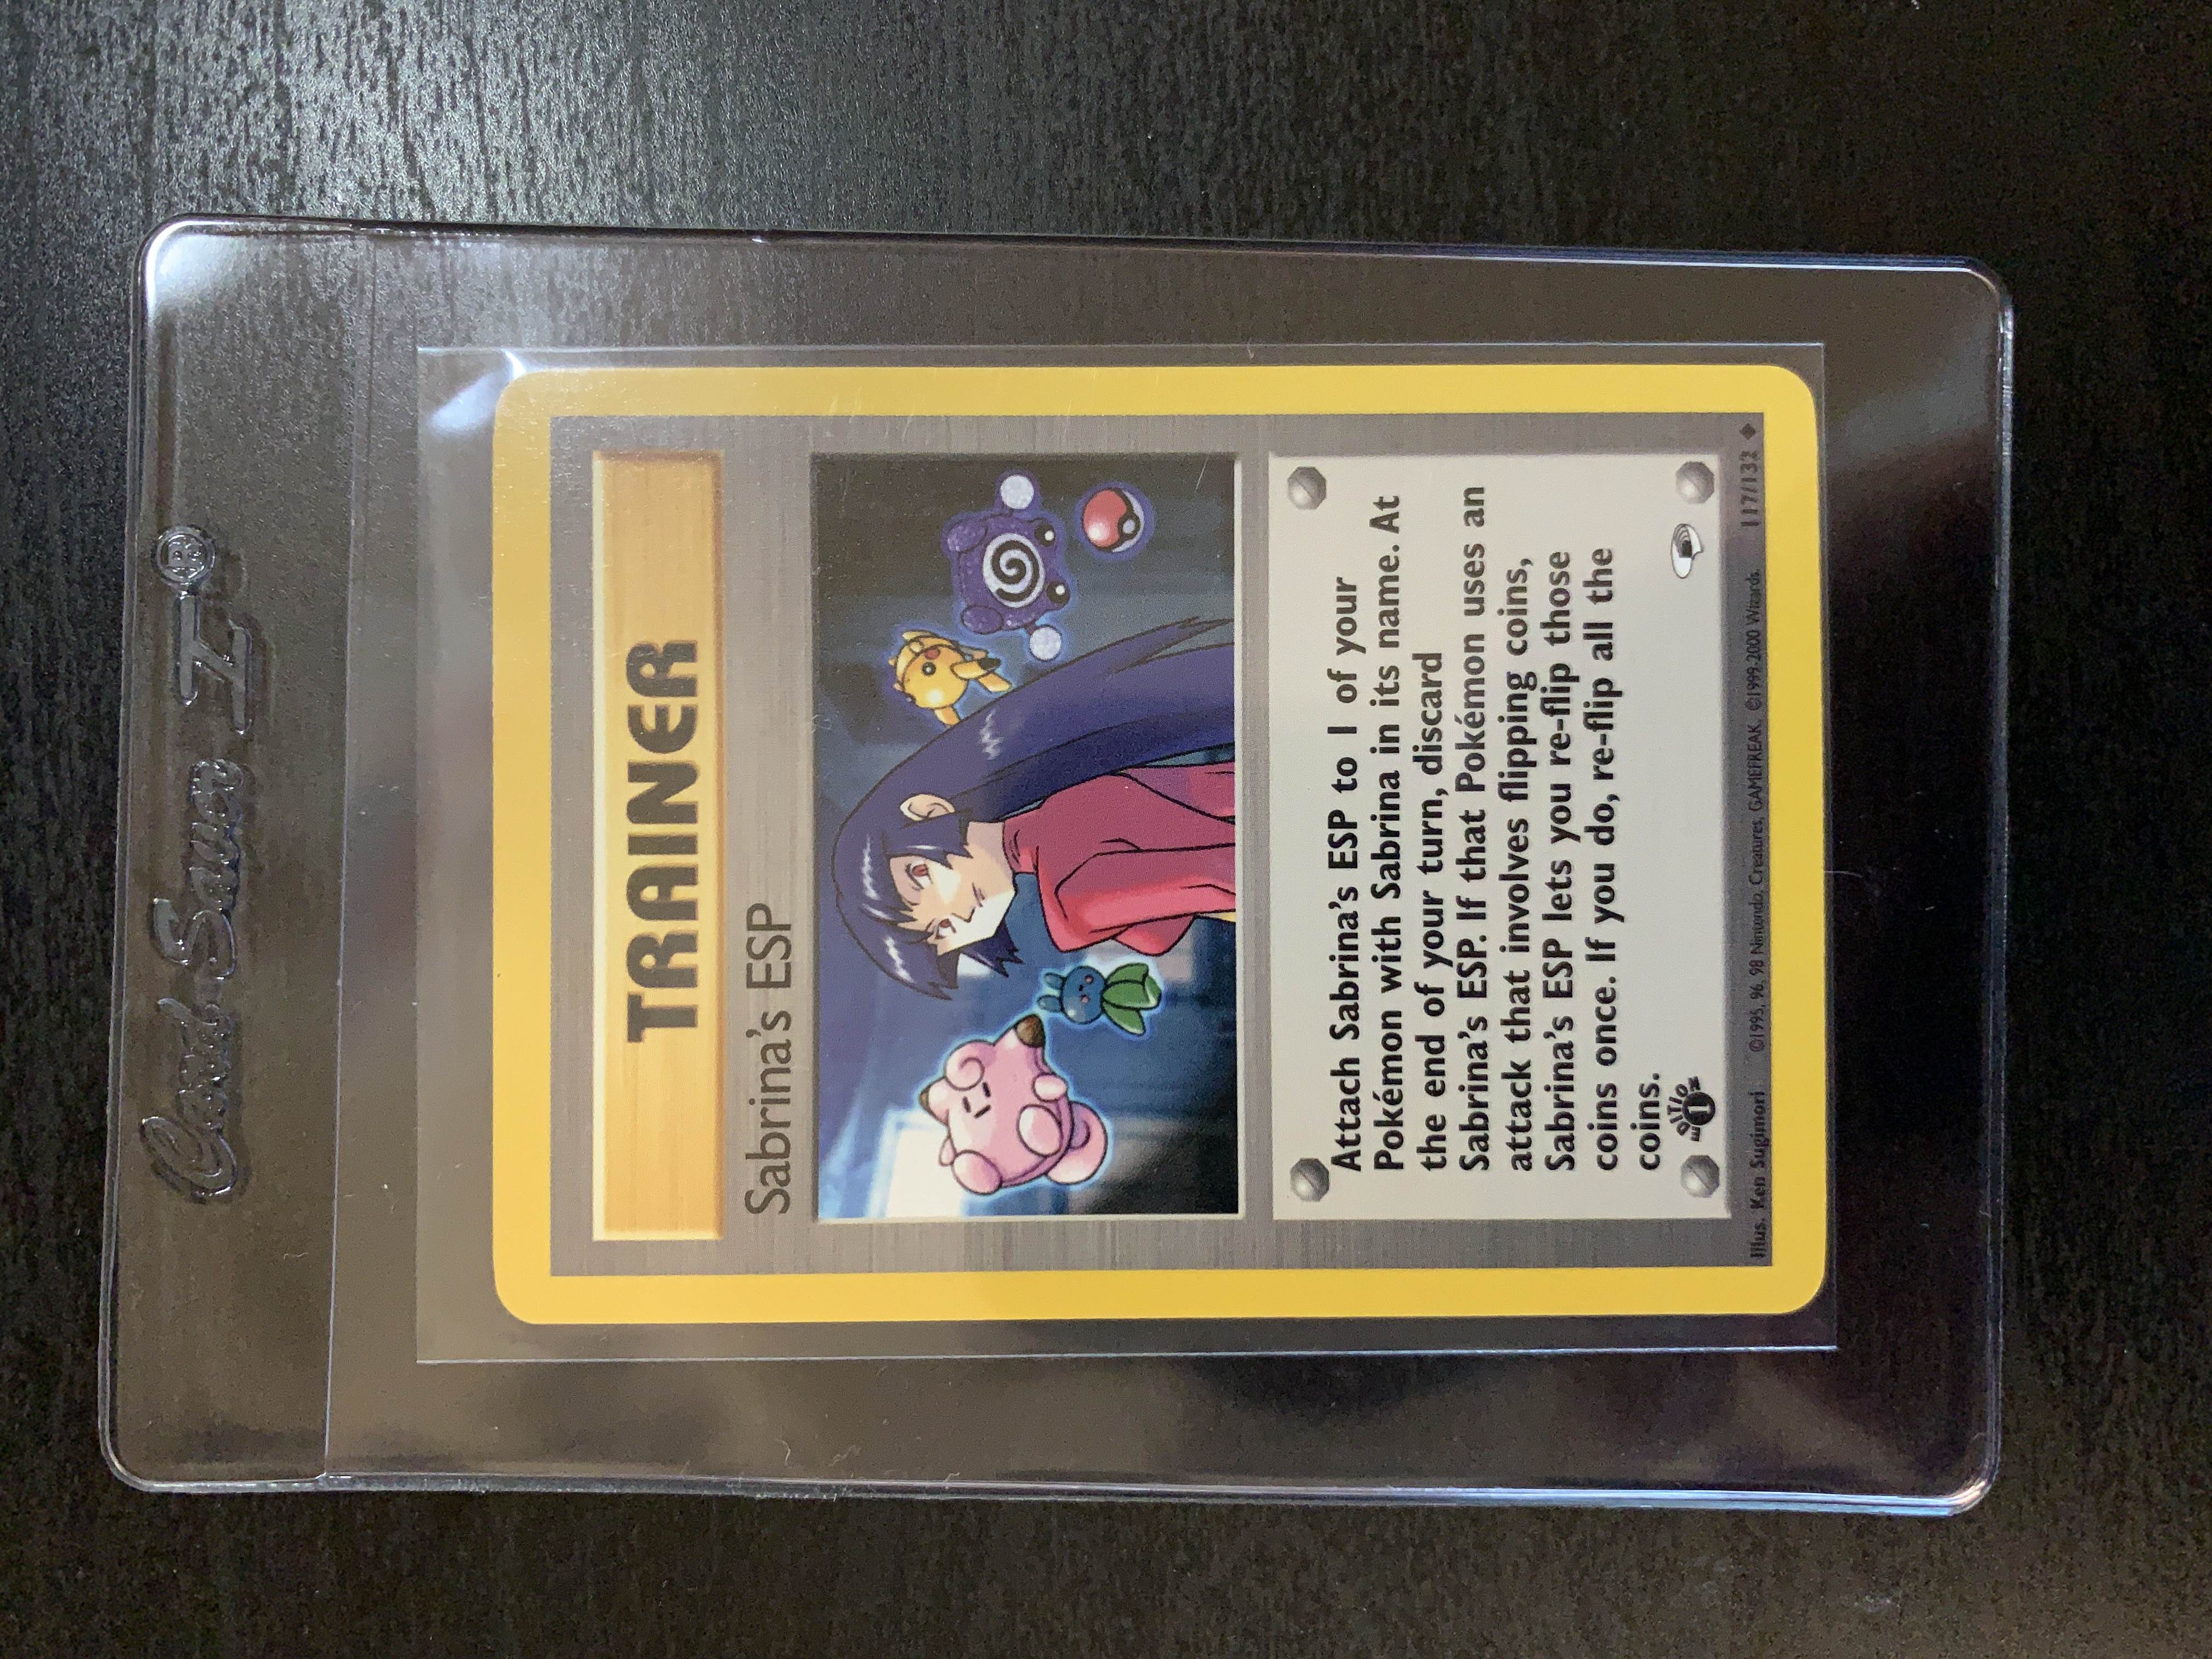 Card Saver I®
TRAINER
Sabrina's ESP
Attach Sabrina's ESP to 1 of your
Pokémon with Sabrina in its name. At
the end of your turn, discard
Sabrina's ESP. If that Pokémon uses an
attack that involves flipping coins,
Sabrina's ESP lets you re-flip those
coins once. If you do, re-flip all the
coins.
EDITION
1
Illus. Ken Sugimori ©1995, 96, 98 Nintendo, Creatures, GAMEFREAK. ©1999-2000 Wizards. 117/132 ◆